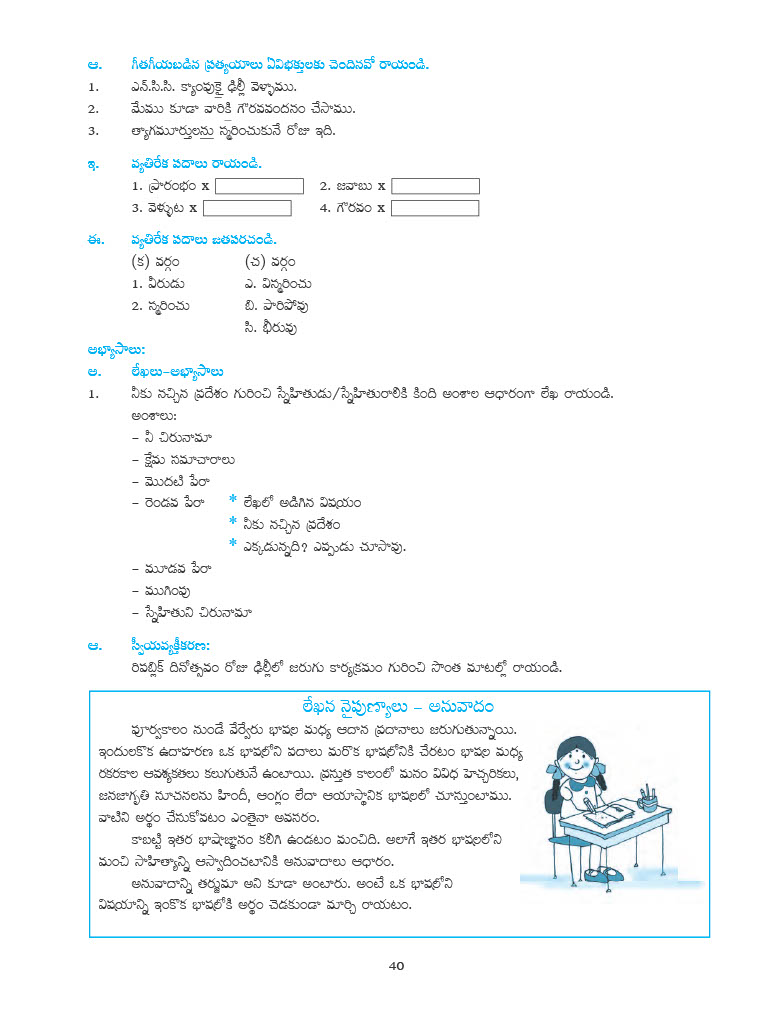 ఆ. గీతగీయబడిన ప్రత్యయాలు ఏవిభక్తులకు చెందినవో రాయండి.
1. ఎన్.సి.సి. క్యాంపుకై ఢిల్లీ వెళ్ళాము.
2. మేము కూడా వారికి గౌరవవందనం చేసాము.
3. త్యాగమూర్తులను స్మరించుకునే రోజు ఇది.
ఇ. వ్యతిరేక పదాలు రాయండి.
1. ప్రారంభం x 2. జవాబు x
3. వెళ్ళుట x 4. గౌరవం x
ఈ. వ్యతిరేక పదాలు జతపరచండి.
(క) వర్గం (చ) వర్గం
1. వీరుడు ఎ. విస్మరించు
2. స్మరించు బి. పారిపోవు
సి. భీరువు
అభ్యాసాలు:
అ. లేఖలు-అభ్యాసాలు
1. నీకు నచ్చిన ప్రదేశం గురించి స్నేహితుడు/స్నేహితురాలికి కింది అంశాల ఆధారంగా లేఖ రాయండి.
అంశాలు:
- నీ చిరునామా
- క్షేమ సమాచారాలు
- మొదటి పేరా
- రెండవ పేరా * లేఖలో అడిగిన విషయం
* నీకు నచ్చిన ప్రదేశం
* ఎక్కడున్నది? ఎప్పుడు చూసావు.
- మూడవ పేరా
- ముగింపు
- స్నేహితుని చిరునామా
ఆ. స్వీయవ్యక్తీకరణ:
రిపబ్లిక్ దినోత్సవం రోజు ఢిల్లీలో జరుగు కార్యక్రమం గురించి సొంత మాటల్లో రాయండి.
లేఖన నైపుణ్యాలు - అనువాదం
పూర్వకాలం నుండే వేర్వేరు భాషల మధ్య ఆదాన ప్రదానాలు జరుగుతున్నాయి.
ఇందులకొక ఉదాహరణ ఒక భాషలోని పదాలు మరొక భాషలోనికి చేరటం భాషల మధ్య
రకరకాల ఆవశ్యకతలు కలుగుతునే ఉంటాయి. ప్రస్తుత కాలంలో మనం వివిధ హెచ్చరికలు,
జనజాగృతి సూచనలను హిందీ, ఆంగ్లం లేదా ఆయాస్థానిక భాషలలో చూస్తుంటాము.
వాటిని అర్థం చేసుకోవటం ఎంతైనా అవసరం.
కాబట్టి ఇతర భాషాజ్ఞానం కలిగి ఉండటం మంచిది. అలాగే ఇతర భాషలలోని
మంచి సాహిత్యాన్ని ఆస్వాదించటానికి అనువాదాలు ఆధారం.
అనువాదాన్ని తర్జుమా అని కూడా అంటారు. అంటే ఒక భాషలోని
విషయాన్ని ఇంకొక భాషలోకి అర్థం చెడకుండా మార్చి రాయటం.
40